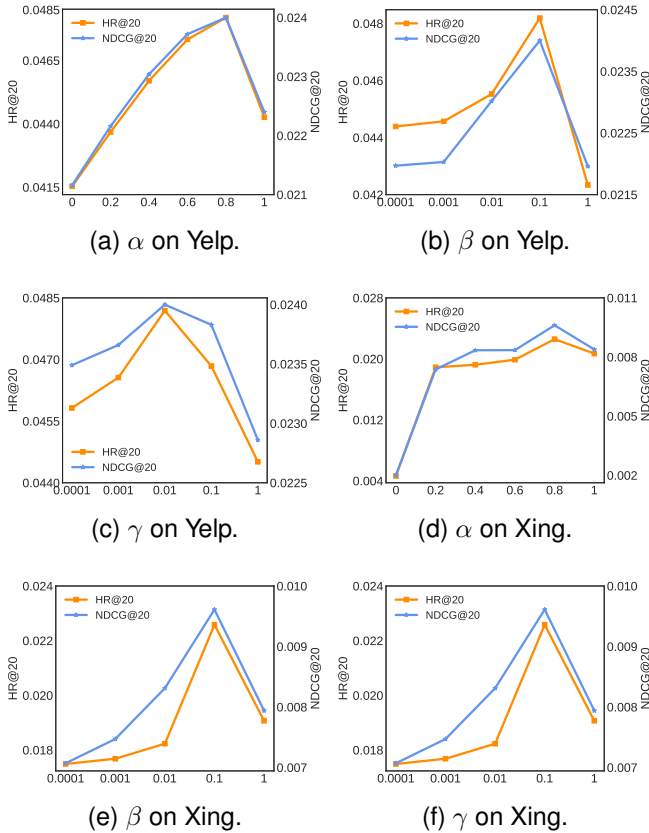 0.0485
0.0465
0.0440
0.0415
HR@20
HR@20
NDCG@20
0.024
0.023
0.022
0.021
NDCG@20
0 0.2 0.4 0.6 0.8 1
(a) α on Yelp.
0.048
0.046
0.044
0.042
HR@20
HR@20
NDCG@20
0.0245
0.0235
0.0225
0.0215
NDCG@20
0.0001 0.001 0.01 0.1 1
(b) β on Yelp.
0.0485
0.0470
0.0455
0.0440
HR@20
HR@20
NDCG@20
0.0240
0.0235
0.0230
0.0225
NDCG@20
0.0001 0.001 0.01 0.1 1
(c) γ on Yelp.
0.028
0.020
0.012
0.004
HR@20
HR@20
NDCG@20
0.011
0.008
0.005
0.002
NDCG@20
0 0.2 0.4 0.6 0.8 1
(d) α on Xing.
0.024
0.022
0.020
0.018
HR@20
HR@20
NDCG@20
0.010
0.009
0.008
0.007
NDCG@20
0.0001 0.001 0.01 0.1 1
(e) β on Xing.
0.024
0.022
0.020
0.018
HR@20
HR@20
NDCG@20
0.010
0.009
0.008
0.007
NDCG@20
0.0001 0.001 0.01 0.1 1
(f) γ on Xing.